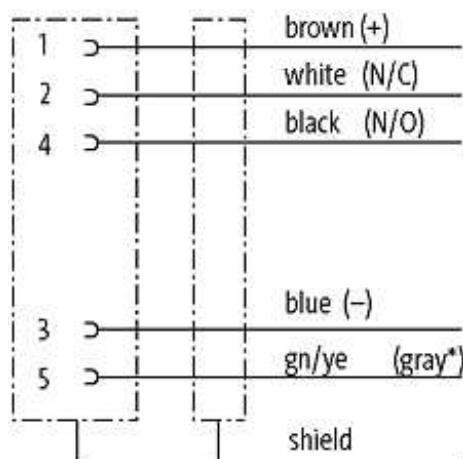 1 brown (+)
2 white (N/C)
4 black (N/O)
3 blue (–)
5 gn/ye (gray*)
shield